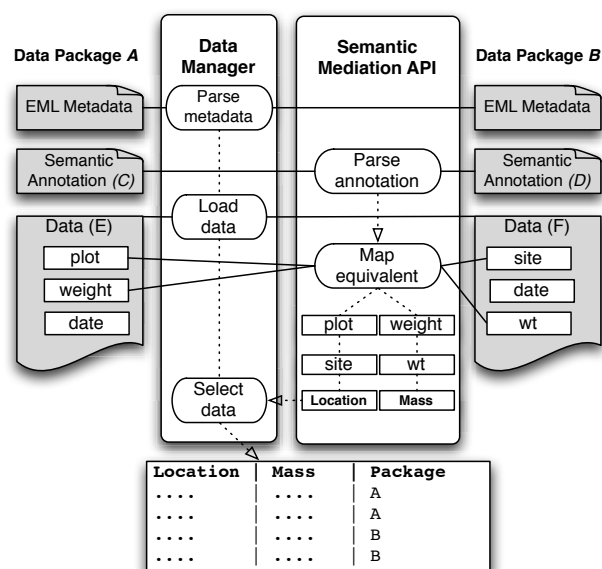 Data Package A
Data
Manager
Semantic
Mediation API
Data Package B
EML Metadata
Parse
metadata
EML Metadata
Semantic
Annotation (C)
Parse
annotation
Semantic
Annotation (D)
Data (E)
Load
data
Data (F)
plot
weight
date
Map
equivalent
site
date
wt
plot
weight
site
wt
Location
Mass
Select
data
Location | Mass | Package
.... | .... | A
.... | .... | A
.... | .... | B
.... | .... | B